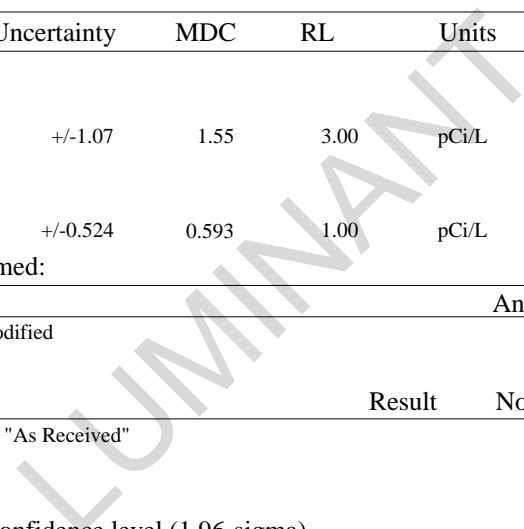 Uncertainty MDC RL Units
+/-1.07 1.55 3.00 pCi/L
+/-0.524 0.593 1.00 pCi/L
med:
An
odified
Result No
"As Received"
onfidence level (1.96-sigma)
LUMINANT